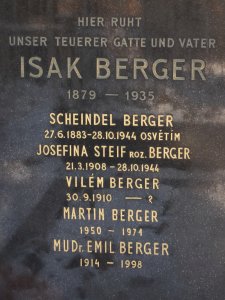 HIER RUHT
UNSER TEUERER GATTE UND VATER
ISAK BERGER
1879 — 1935
SCHEINDEL BERGER
27.6.1883-28.10.1944 OSVĚTÍM
JOSEFINA STEIF ROZ. BERGER
21.3.1908 - 28.10.1944
VILÉM BERGER
30.9.1910 — ?
MARTIN BERGER
1950 - 1974
MUDr. EMIL BERGER
1914 - 1998